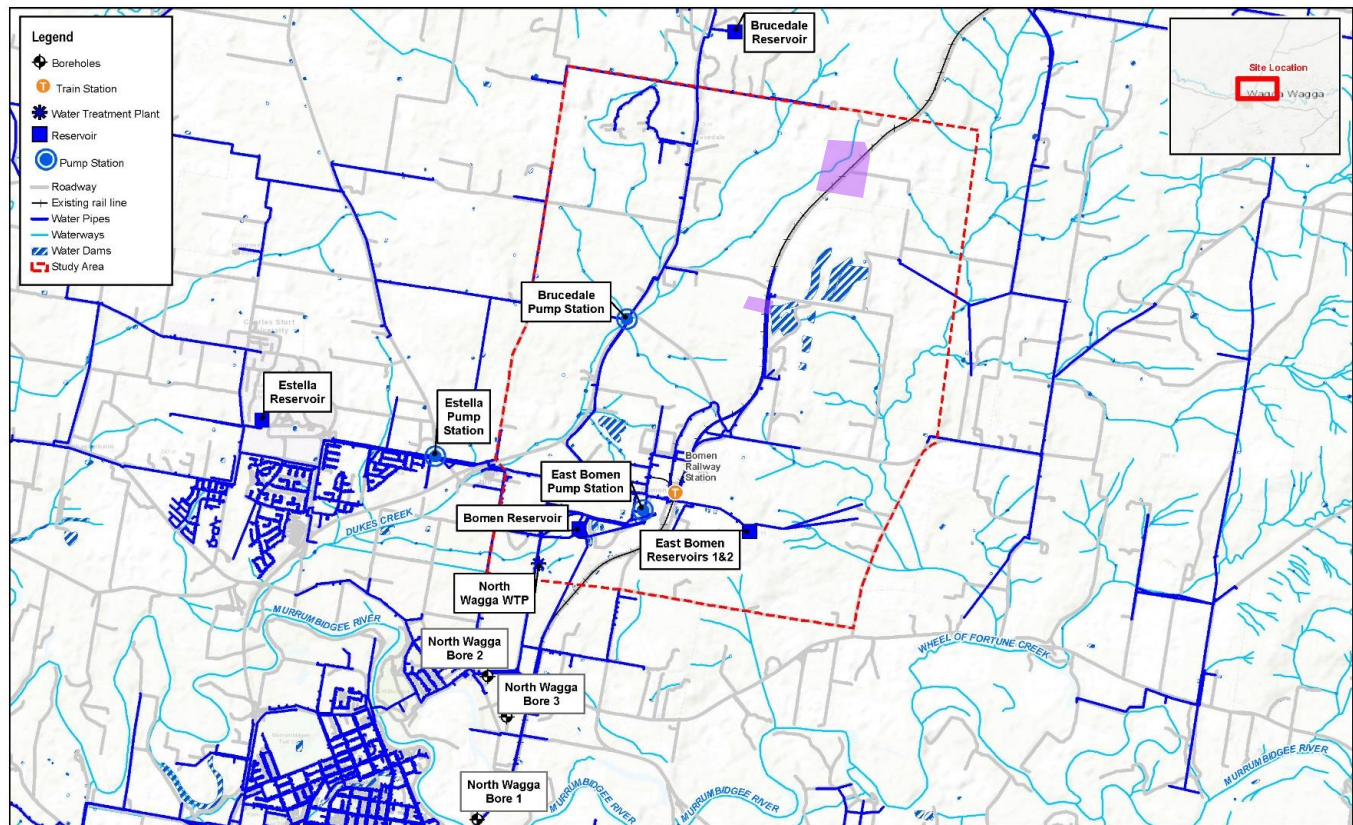 Legend
Boreholes
T
Train Station
Water Treatment Plant
Reservoir
Pump Station
Roadway
Existing rail line
Water Pipes
Waterways
Water Dams
Study Area
Brucedale
Reservoir
Site Location
Wagga Wagga
Brucedale
Pump Station
Charles Sturt
Estella
Reservoir
Estella
Pump
Station
Bomen
Railway
Station
T
East Bomen
Pump Station
Bomen Reservoir
East Bomen
Reservoirs 1&2
DUKES CREEK
North
Wagga WTP
MURRUMBIDGEE RIVER
North Wagga
Bore 2
North Wagga
Bore 3
WHEEL OF FORTUNE CREEK
North Wagga
Bore 1
MURRUMBIDGEE RIVER
MURRUMBIDGEE RIVER
MURRUMBIDGEE RIVER